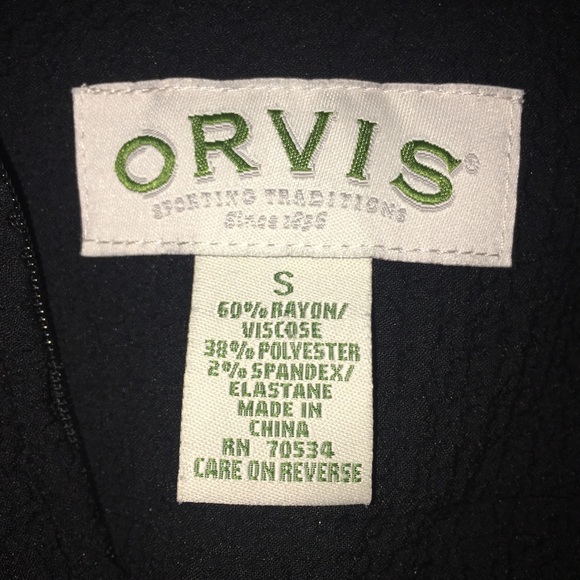 ORVIS®
SPORTING TRADITIONS
Since 1856
S
60% RAYON/
VISCOSE
38% POLYESTER
2% SPANDEX/
ELASTANE
MADE IN
CHINA
RN 70534
CARE ON REVERSE